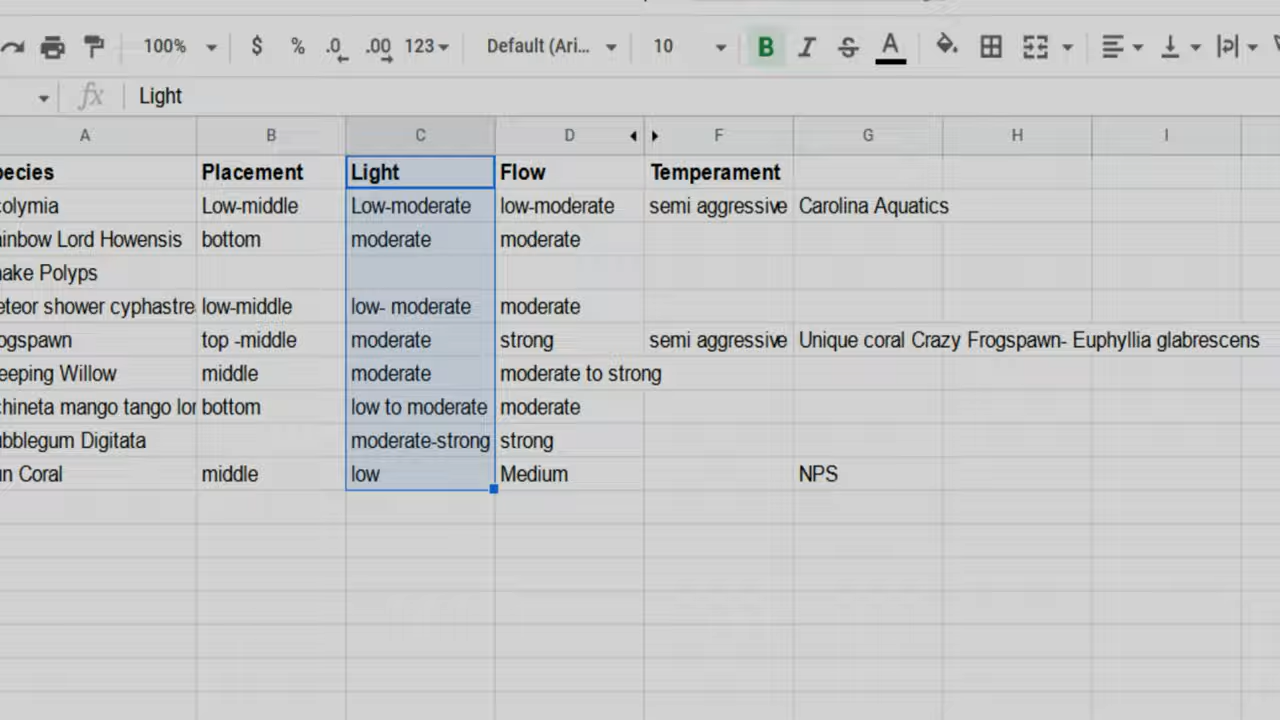 100% $ % .0 .00 123 Default (Ari... 10 B I S A
fx Light
A B C D F G H I
ecies Placement Light Flow Temperament
colymia Low-middle Low-moderate low-moderate semi aggressive Carolina Aquatics
inbow Lord Howensis bottom moderate moderate
ake Polyps
eteor shower cyphastre low-middle low- moderate moderate
ogspawn top -middle moderate strong semi aggressive Unique coral Crazy Frogspawn- Euphyllia glabrescens
eeping Willow middle moderate moderate to strong
chineta mango tango lor bottom low to moderate moderate
bblegum Digitata moderate-strong strong
n Coral middle low Medium NPS